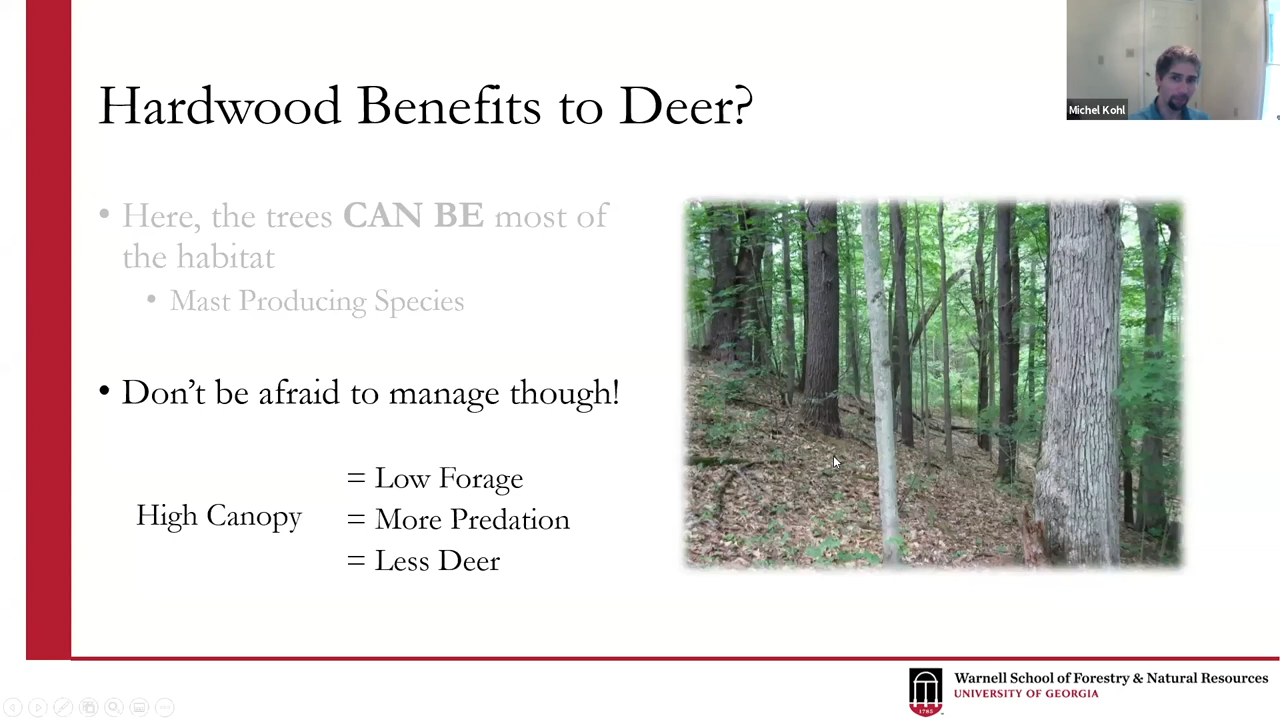 Michel Kohl
Hardwood Benefits to Deer?
• Here, the trees CAN BE most of
the habitat
• Mast Producing Species
• Don't be afraid to manage though!
= Low Forage
High Canopy
= More Predation
= Less Deer
1785
Warnell School of Forestry & Natural Resources
UNIVERSITY OF GEORGIA